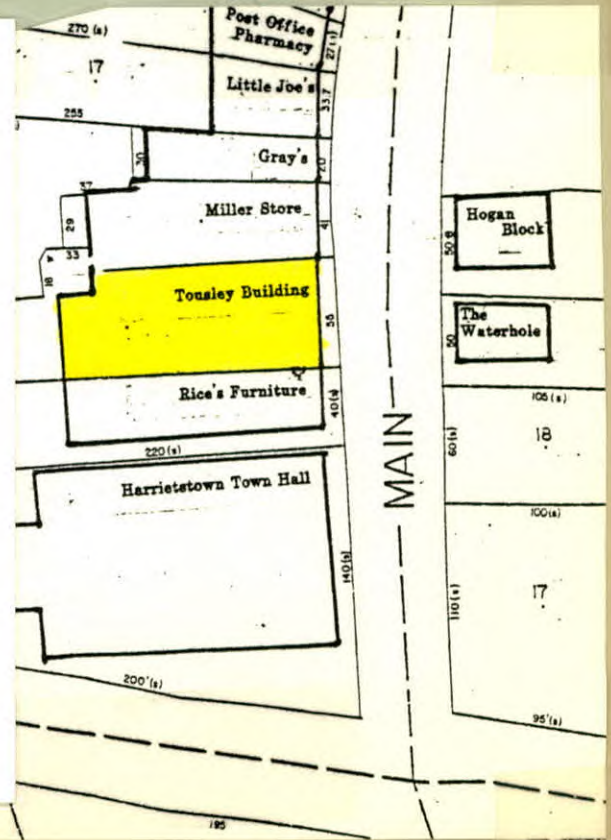 270 (s)
Post Office
Pharmacy
27(s)
17
Little Joe's
33.7
255
30
Gray's
20
37
Miller Store
41
29
33
18
Hogan
Block
50
Tousley Building
55
The
Waterhole
50
Rice's Furniture
40(s)
105(s)
220(s)
60(s)
18
MAIN
Harrietstown Town Hall
100(s)
140(s)
110(s)
17
200'(s)
95'(s)
195